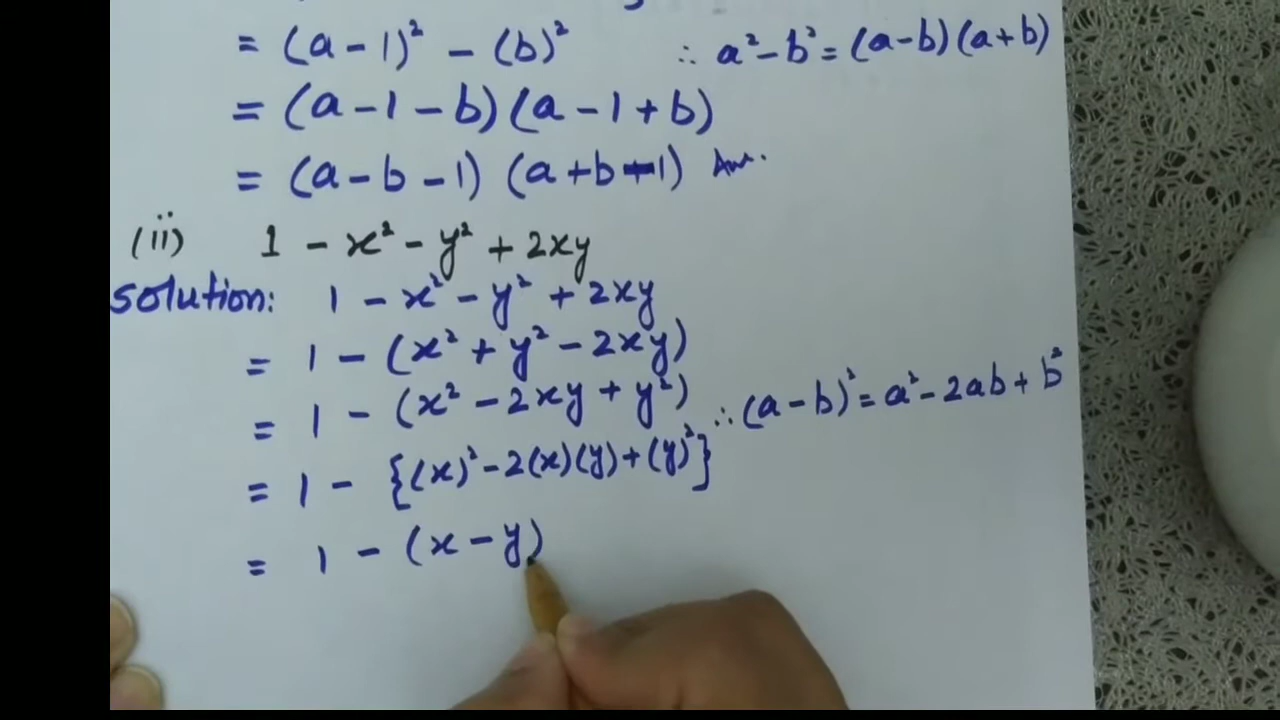 = (a - 1)² - (b)² ∴ a² - b² = (a-b)(a+b)
= (a - 1 - b)(a - 1 + b)
= (a - b - 1) (a + b - 1) Ans.
(ii) 1 - x² - y² + 2xy
Solution: 1 - x² - y² + 2xy
= 1 - (x² + y² - 2xy)
= 1 - (x² - 2xy + y²) ∴ (a - b)² = a² - 2ab + b²
= 1 - {(x)² - 2(x)(y) + (y)²}
= 1 - (x - y)